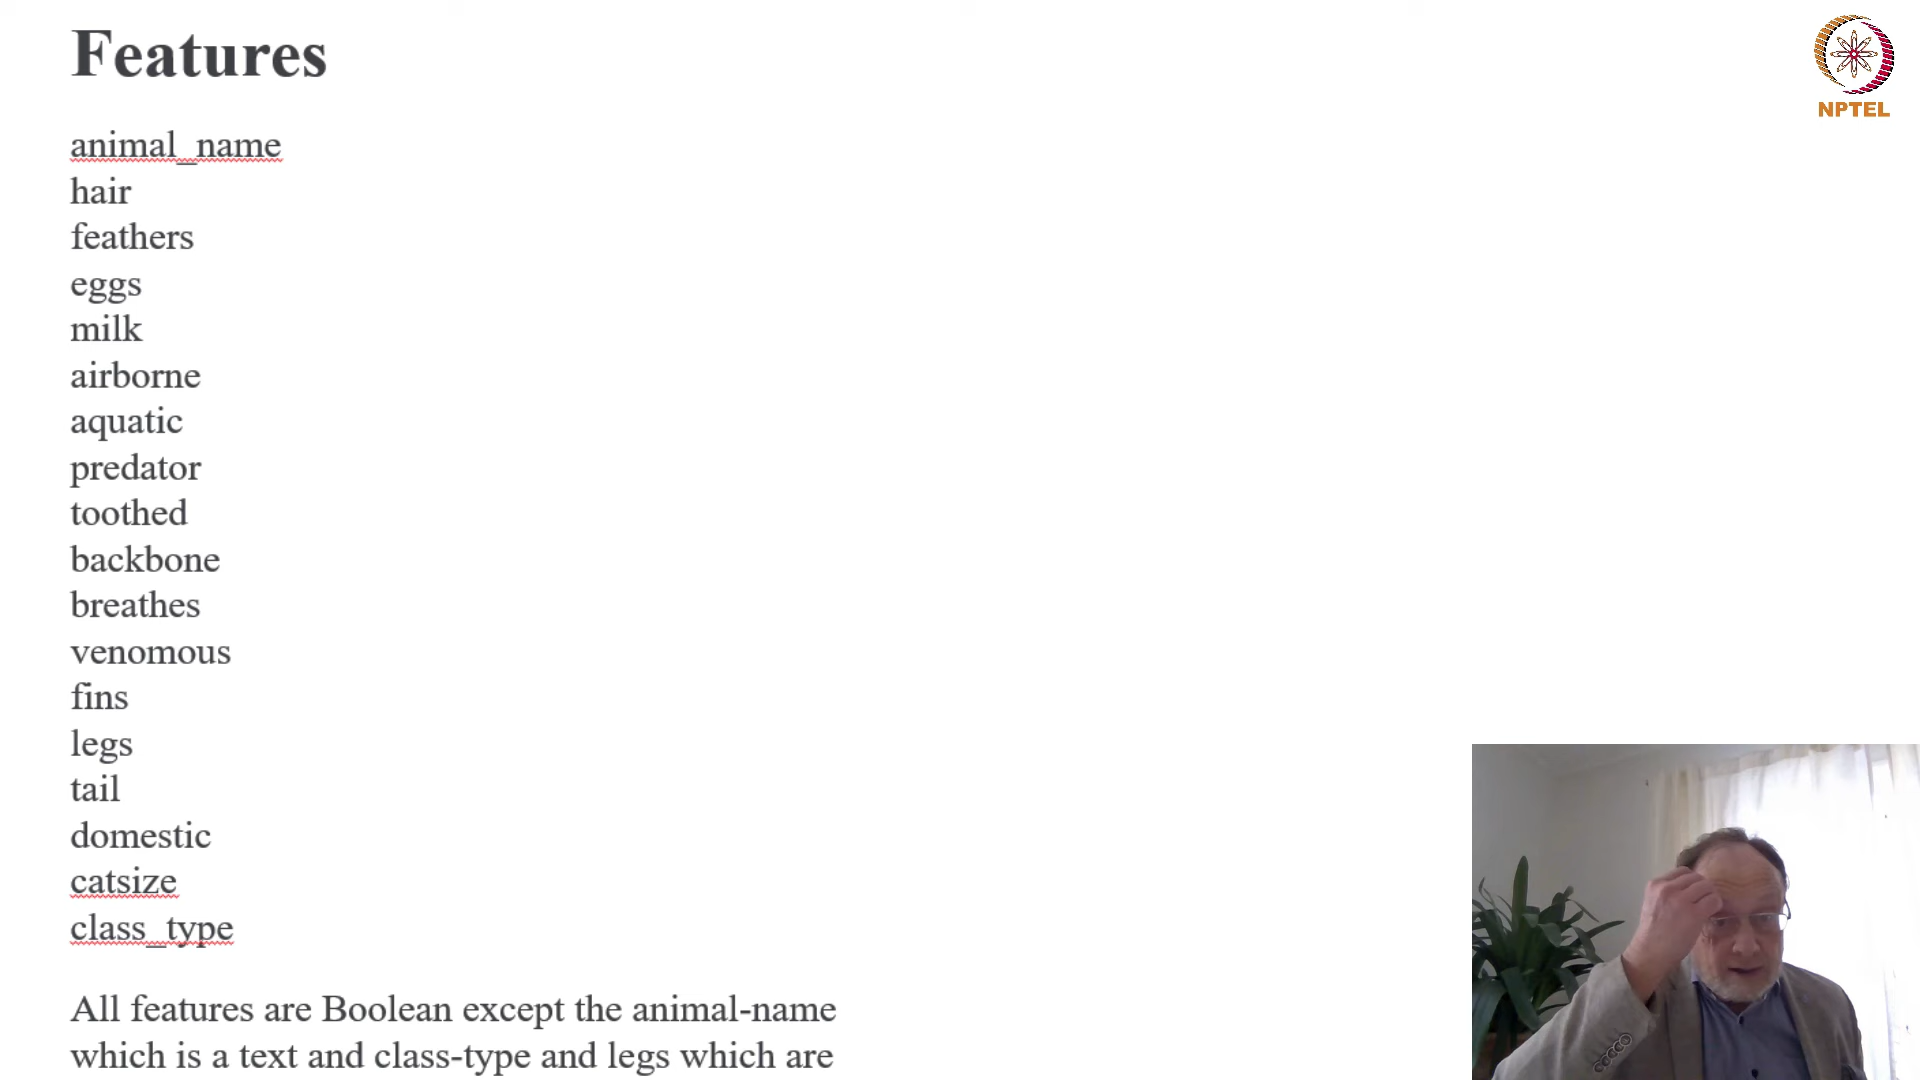 Features
NPTEL
animal_name
hair
feathers
eggs
milk
airborne
aquatic
predator
toothed
backbone
breathes
venomous
fins
legs
tail
domestic
catsize
class_type
All features are Boolean except the animal-name
which is a text and class-type and legs which are